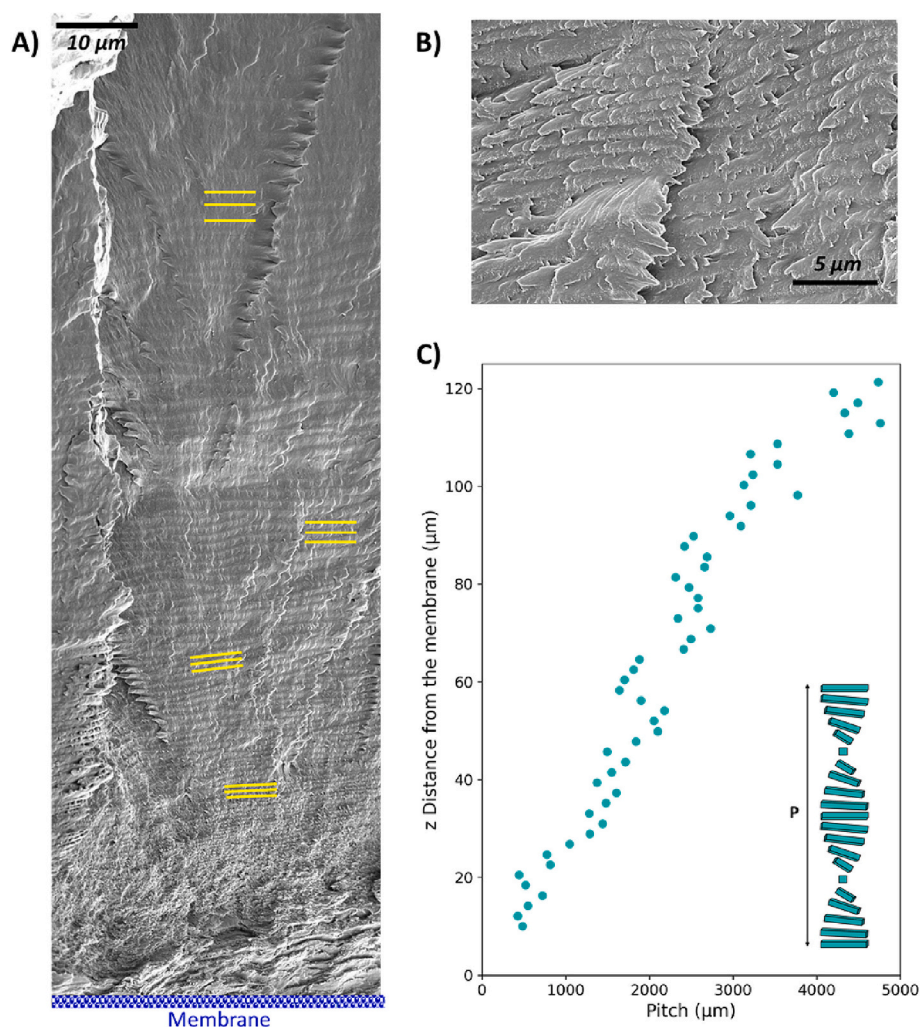 A)
10 µm
Membrane
B)
5 µm
C)
120
100
80
60
40
20
0
z Distance from the membrane (µm)
P
0 1000 2000 3000 4000 5000
Pitch (µm)